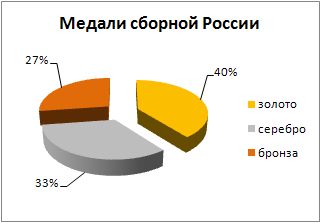 Медали сборной России
27%
40%
33%
золото
серебро
бронза